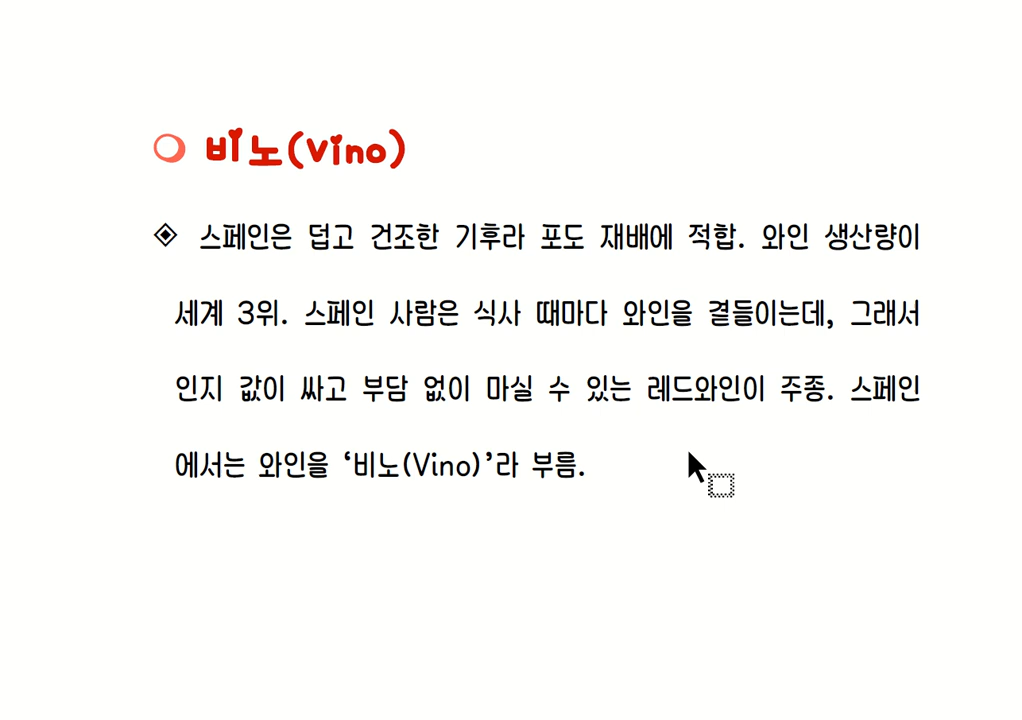 비노(Vino)
◈ 스페인은 덥고 건조한 기후라 포도 재배에 적합. 와인 생산량이
세계 3위. 스페인 사람은 식사 때마다 와인을 곁들이는데, 그래서
인지 값이 싸고 부담 없이 마실 수 있는 레드와인이 주종. 스페인
에서는 와인을 ‘비노(Vino)’라 부름.